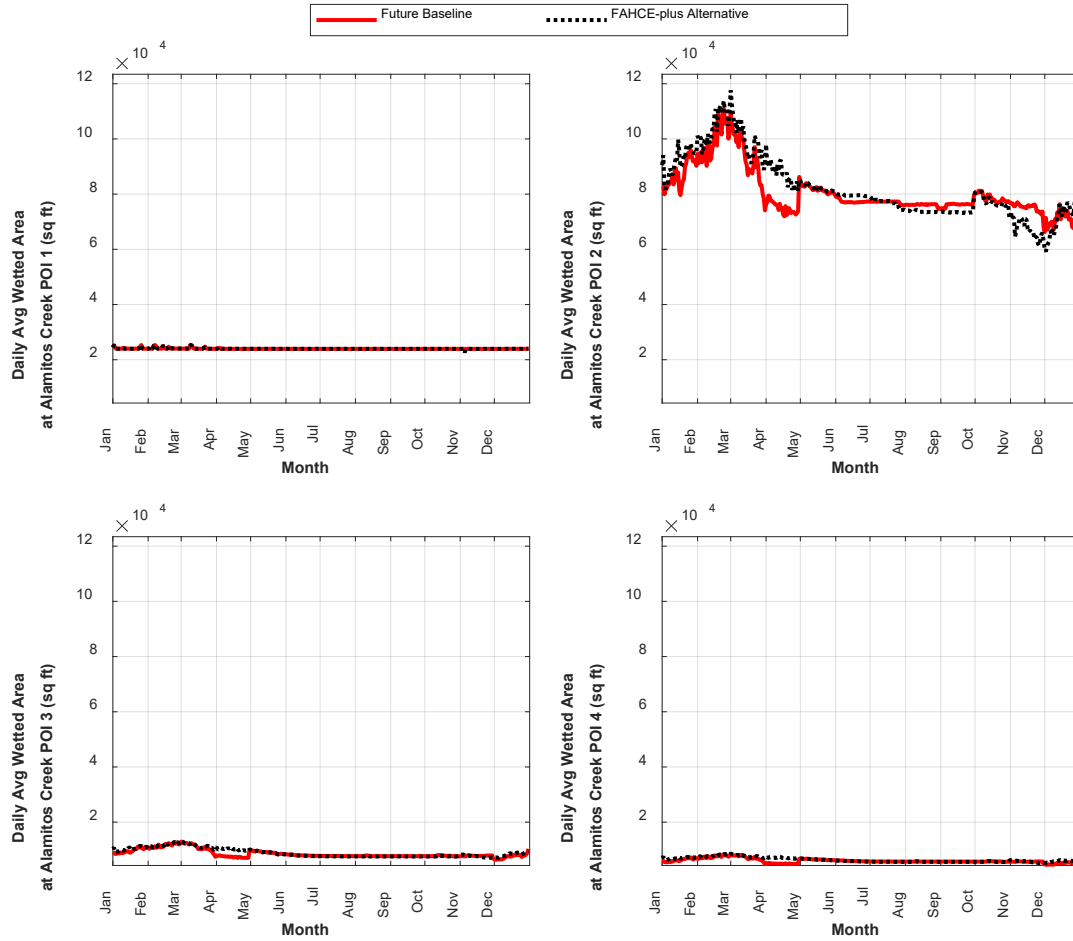 Future Baseline
FAHCE-plus Alternative
× 10 4
12
10
8
6
4
2
Daily Avg Wetted Area
at Alamitos Creek POI 1 (sq ft)
Jan
Feb
Mar
Apr
May
Jun
Jul
Aug
Sep
Oct
Nov
Dec
Month
× 10 4
12
10
8
6
4
2
Daily Avg Wetted Area
at Alamitos Creek POI 2 (sq ft)
Jan
Feb
Mar
Apr
May
Jun
Jul
Aug
Sep
Oct
Nov
Dec
Month
× 10 4
12
10
8
6
4
2
Daily Avg Wetted Area
at Alamitos Creek POI 3 (sq ft)
Jan
Feb
Mar
Apr
May
Jun
Jul
Aug
Sep
Oct
Nov
Dec
Month
× 10 4
12
10
8
6
4
2
Daily Avg Wetted Area
at Alamitos Creek POI 4 (sq ft)
Jan
Feb
Mar
Apr
May
Jun
Jul
Aug
Sep
Oct
Nov
Dec
Month